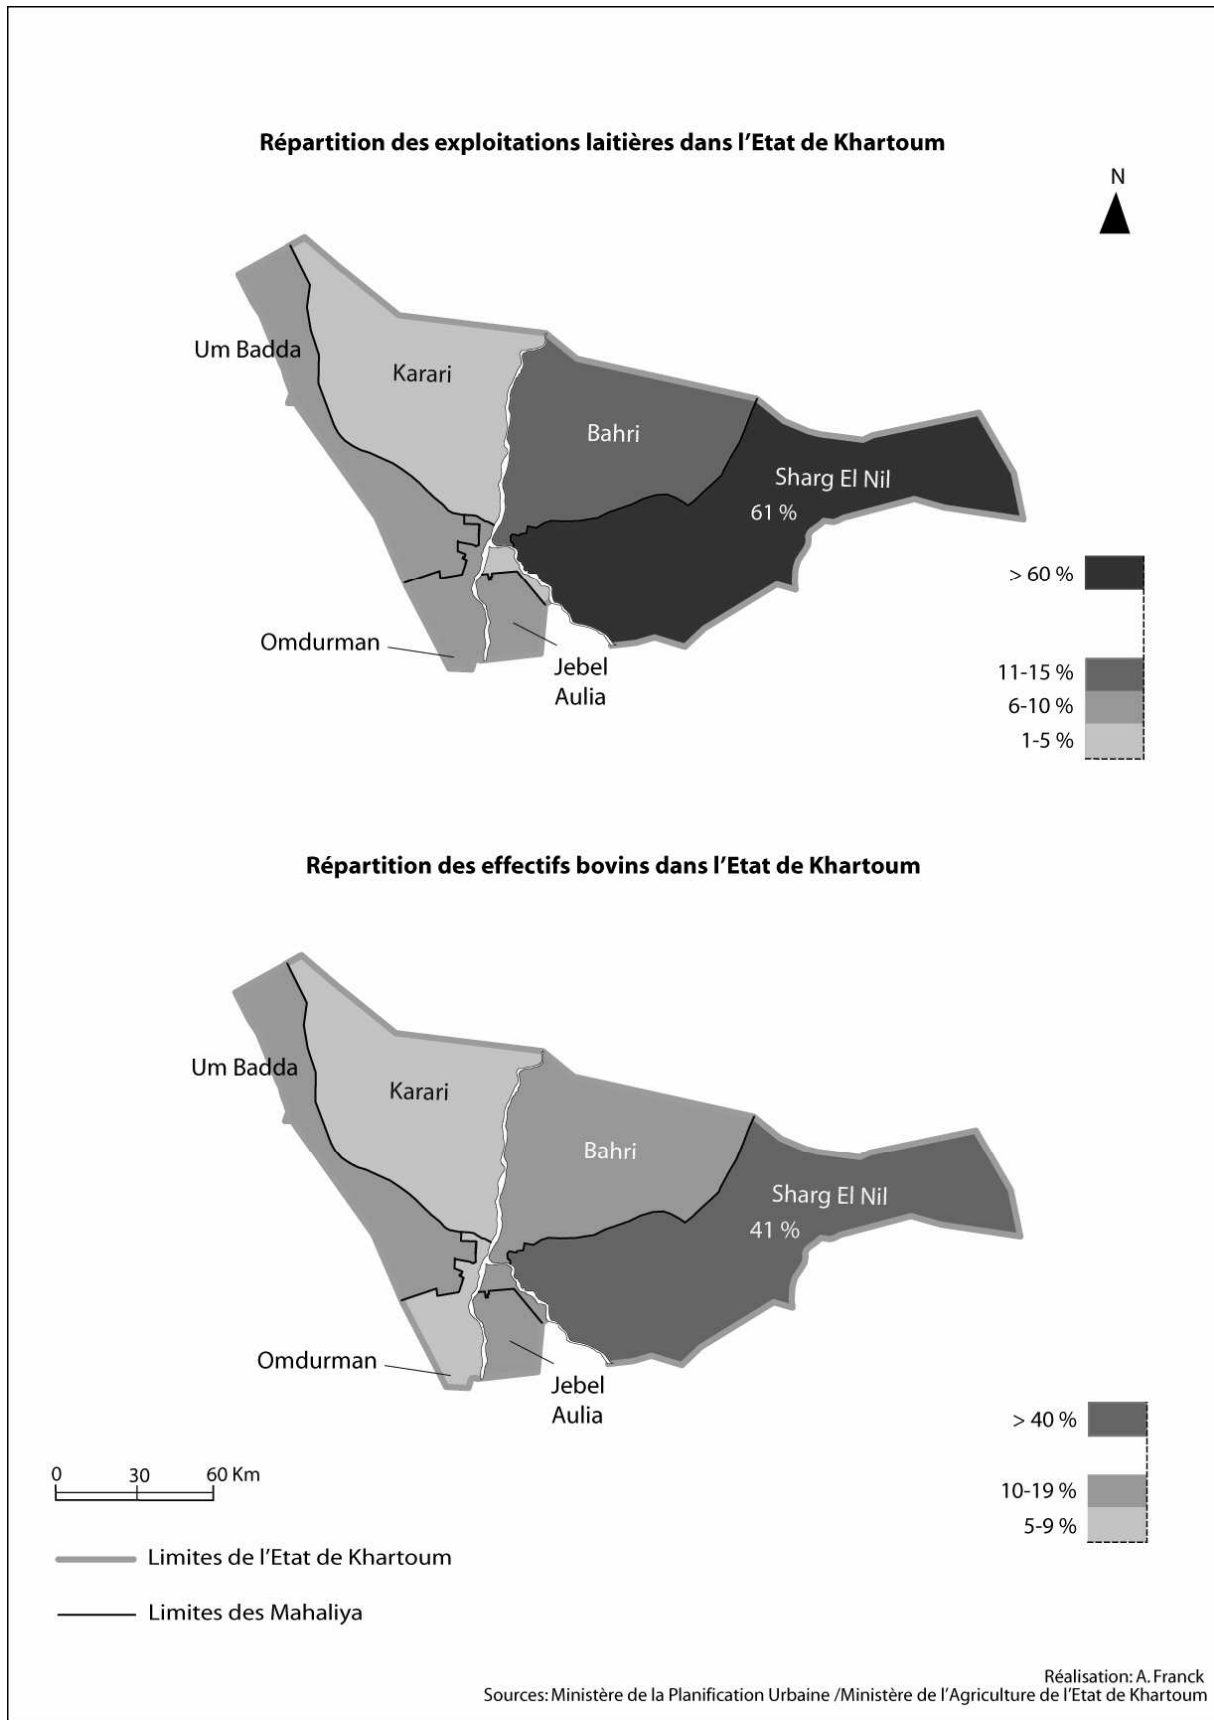 Répartition des exploitations laitières dans l'Etat de Khartoum
N
Um Badda
Karari
Bahri
Sharg El Nil
61 %
Omdurman
Jebel
Aulia
> 60 %
11-15 %
6-10 %
1-5 %
Répartition des effectifs bovins dans l'Etat de Khartoum
Um Badda
Karari
Bahri
Sharg El Nil
41 %
Omdurman
Jebel
Aulia
> 40 %
10-19 %
5-9 %
0 30 60 Km
Limites de l'Etat de Khartoum
Limites des Mahaliya
Réalisation: A. Franck
Sources: Ministère de la Planification Urbaine /Ministère de l'Agriculture de l'Etat de Khartoum